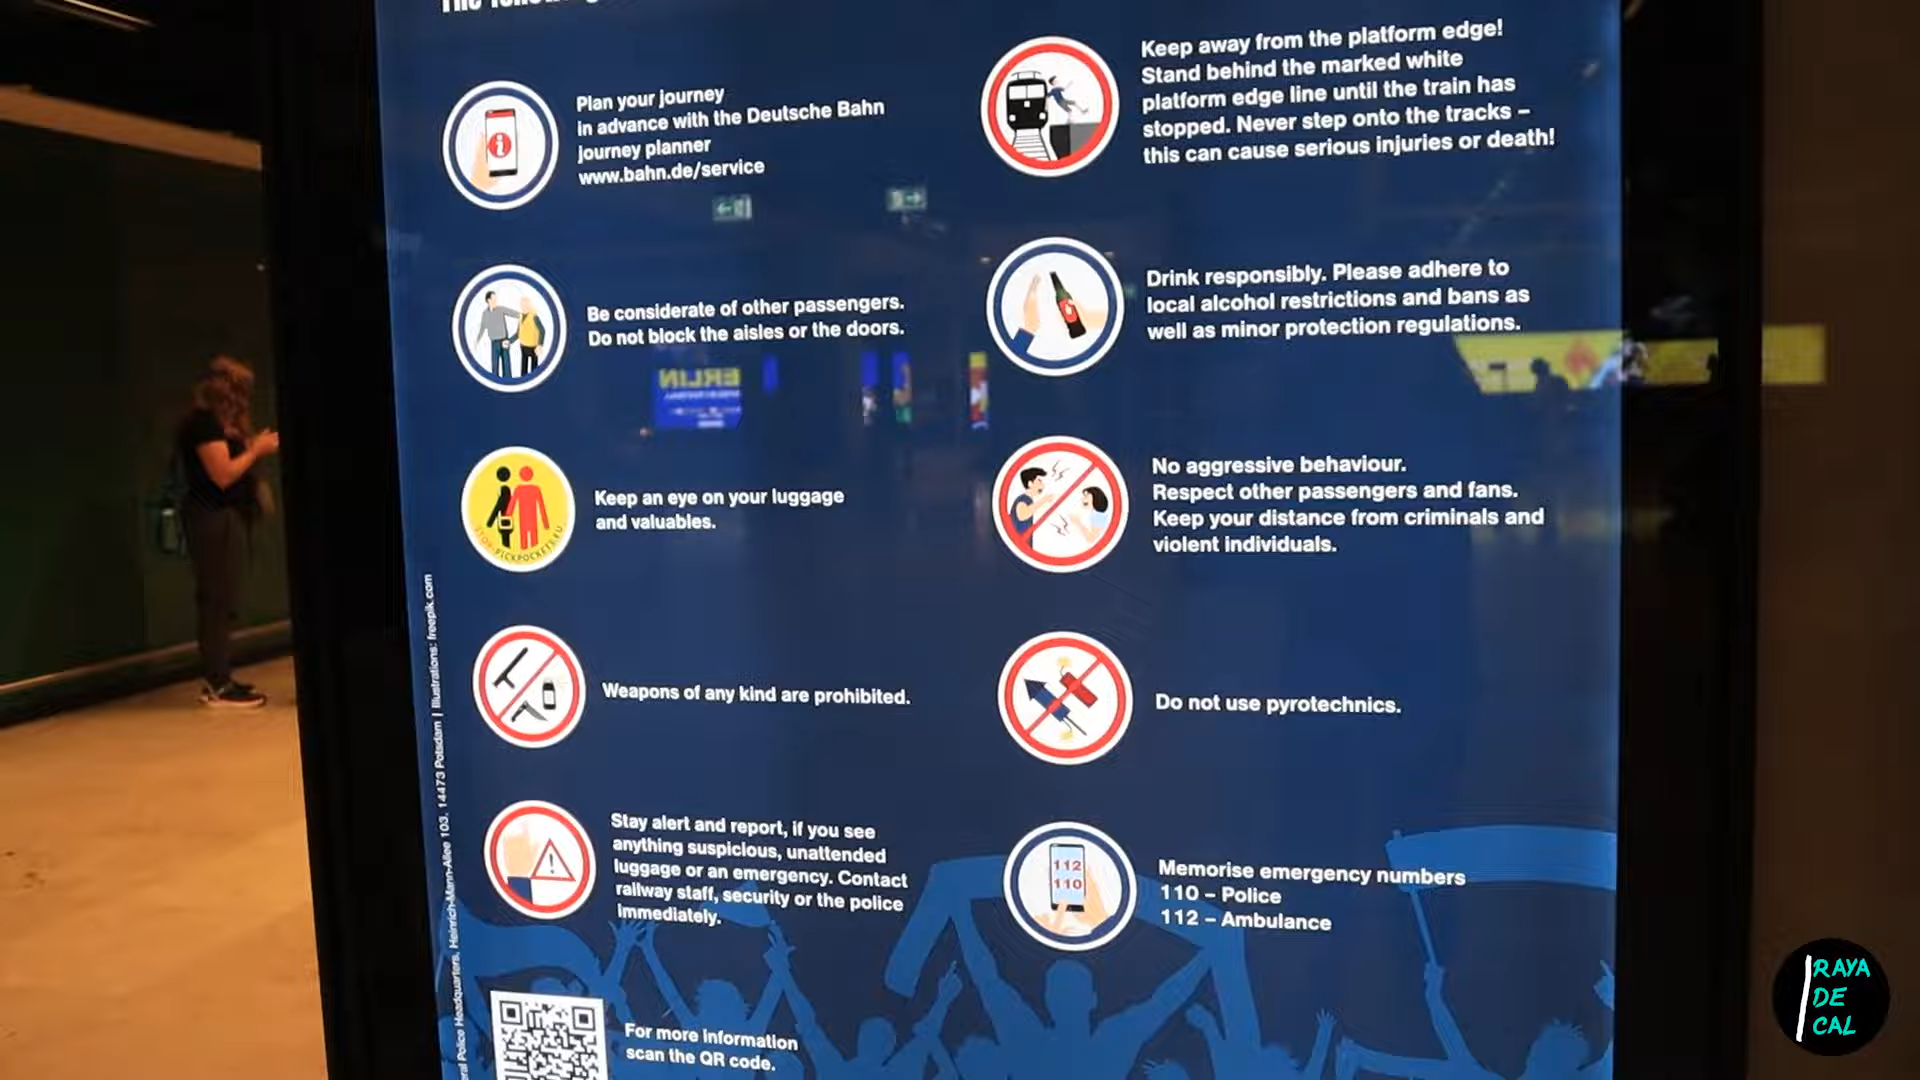 Plan your journey
in advance with the Deutsche Bahn
journey planner
www.bahn.de/service
Be considerate of other passengers.
Do not block the aisles or the doors.
STOP-PICKPOCKETS.EU
Keep an eye on your luggage
and valuables.
Weapons of any kind are prohibited.
Stay alert and report, if you see
anything suspicious, unattended
luggage or an emergency. Contact
railway staff, security or the police
immediately.
For more information
scan the QR code.
Keep away from the platform edge!
Stand behind the marked white
platform edge line until the train has
stopped. Never step onto the tracks –
this can cause serious injuries or death!
Drink responsibly. Please adhere to
local alcohol restrictions and bans as
well as minor protection regulations.
No aggressive behaviour.
Respect other passengers and fans.
Keep your distance from criminals and
violent individuals.
Do not use pyrotechnics.
112
110
Memorise emergency numbers
110 – Police
112 – Ambulance
Police Headquarters, Heinrich-Mann-Allee 103, 14473 Potsdam | Illustrations: freepik.com
RAYA
DE
CAL